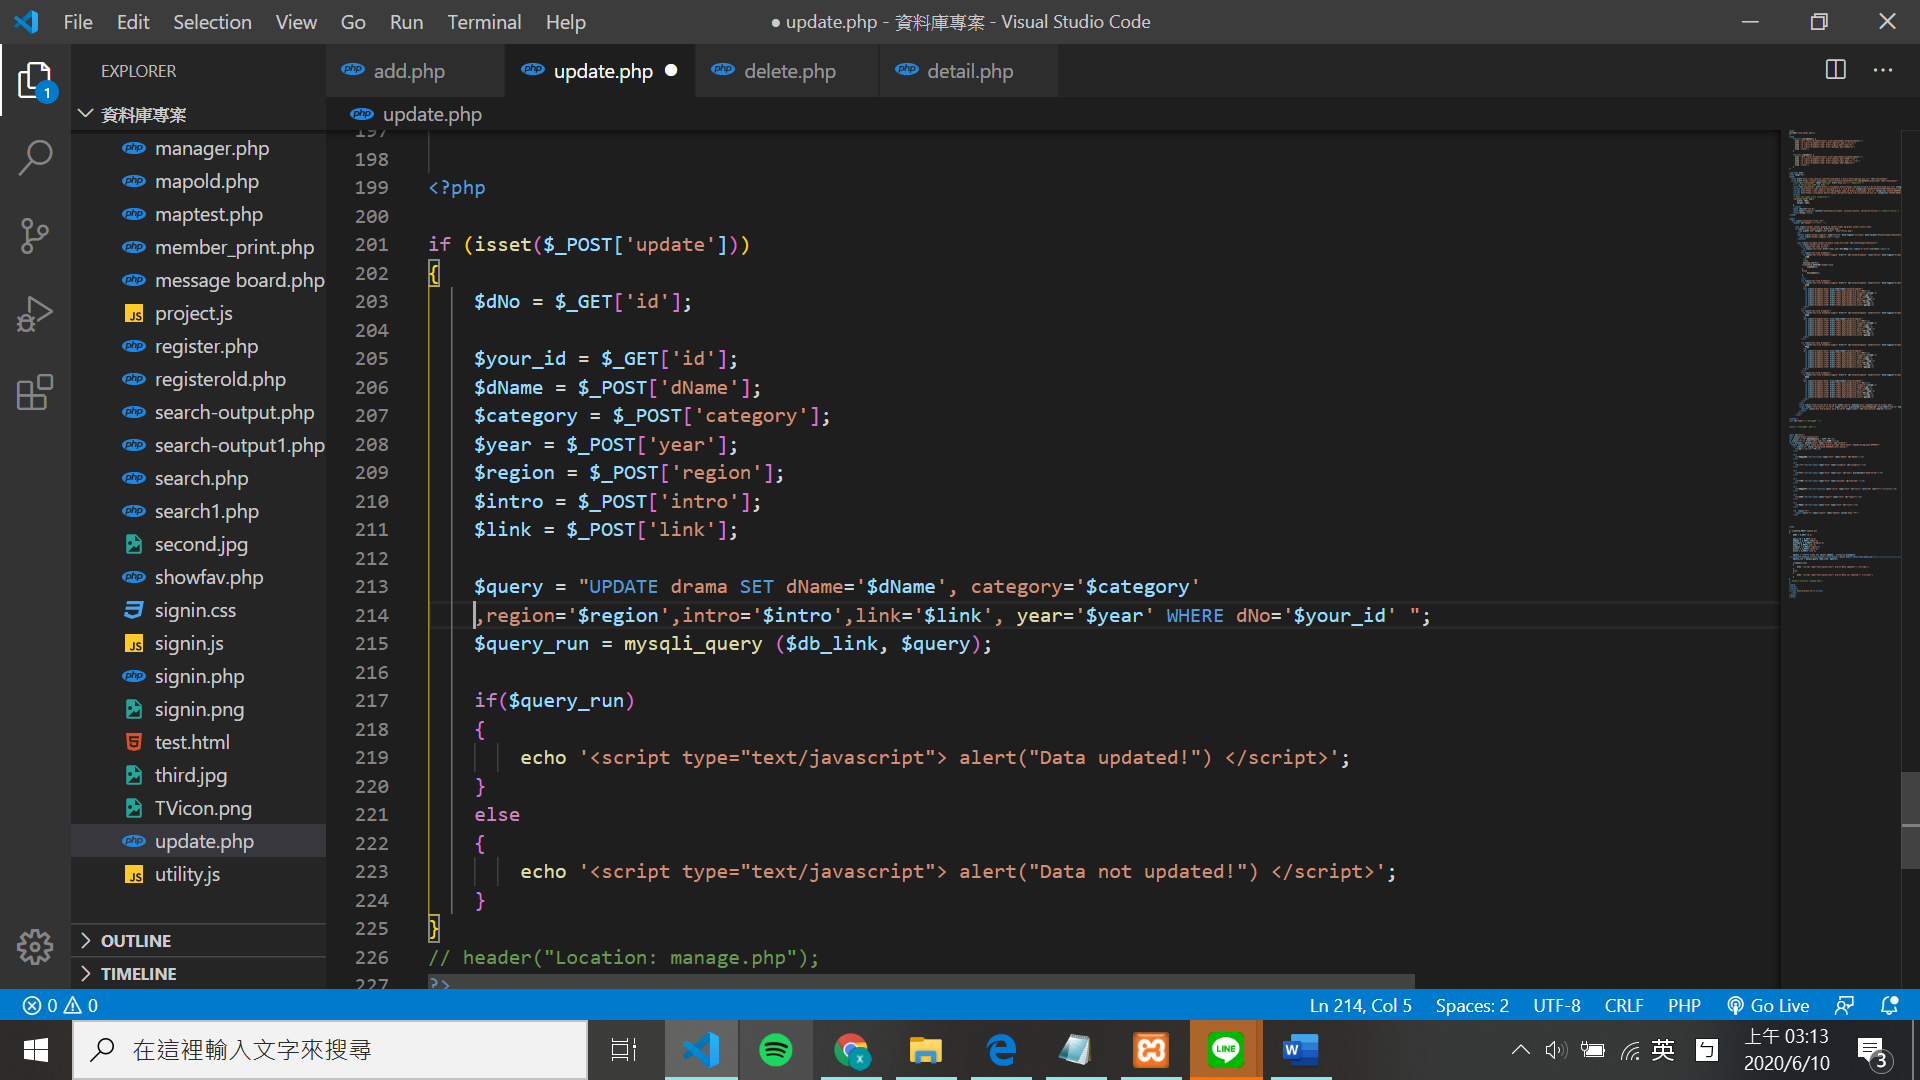 File Edit Selection View Go Run Terminal Help
● update.php - 資料庫專案 - Visual Studio Code
EXPLORER
add.php
update.php
delete.php
detail.php
1
資料庫專案
update.php
manager.php
mapold.php
maptest.php
member_print.php
message board.php
project.js
register.php
registerold.php
search-output.php
search-output1.php
search.php
search1.php
second.jpg
showfav.php
signin.css
signin.js
signin.php
signin.png
test.html
third.jpg
TVicon.png
update.php
utility.js
OUTLINE
TIMELINE
197
198
199 <?php
200
201 if (isset($_POST['update']))
202 {
203 $dNo = $_GET['id'];
204
205 $your_id = $_GET['id'];
206 $dName = $_POST['dName'];
207 $category = $_POST['category'];
208 $year = $_POST['year'];
209 $region = $_POST['region'];
210 $intro = $_POST['intro'];
211 $link = $_POST['link'];
212
213 $query = "UPDATE drama SET dName='$dName', category='$category'
214 ,region='$region',intro='$intro',link='$link', year='$year' WHERE dNo='$your_id' ";
215 $query_run = mysqli_query ($db_link, $query);
216
217 if($query_run)
218 {
219 echo '<script type="text/javascript"> alert("Data updated!") </script>';
220 }
221 else
222 {
223 echo '<script type="text/javascript"> alert("Data not updated!") </script>';
224 }
225 }
226 // header("Location: manage.php");
227 ?>
0 0
Ln 214, Col 5 Spaces: 2 UTF-8 CRLF PHP Go Live
在這裡輸入文字來搜尋
英
ㄅ
上午 03:13
2020/6/10
3